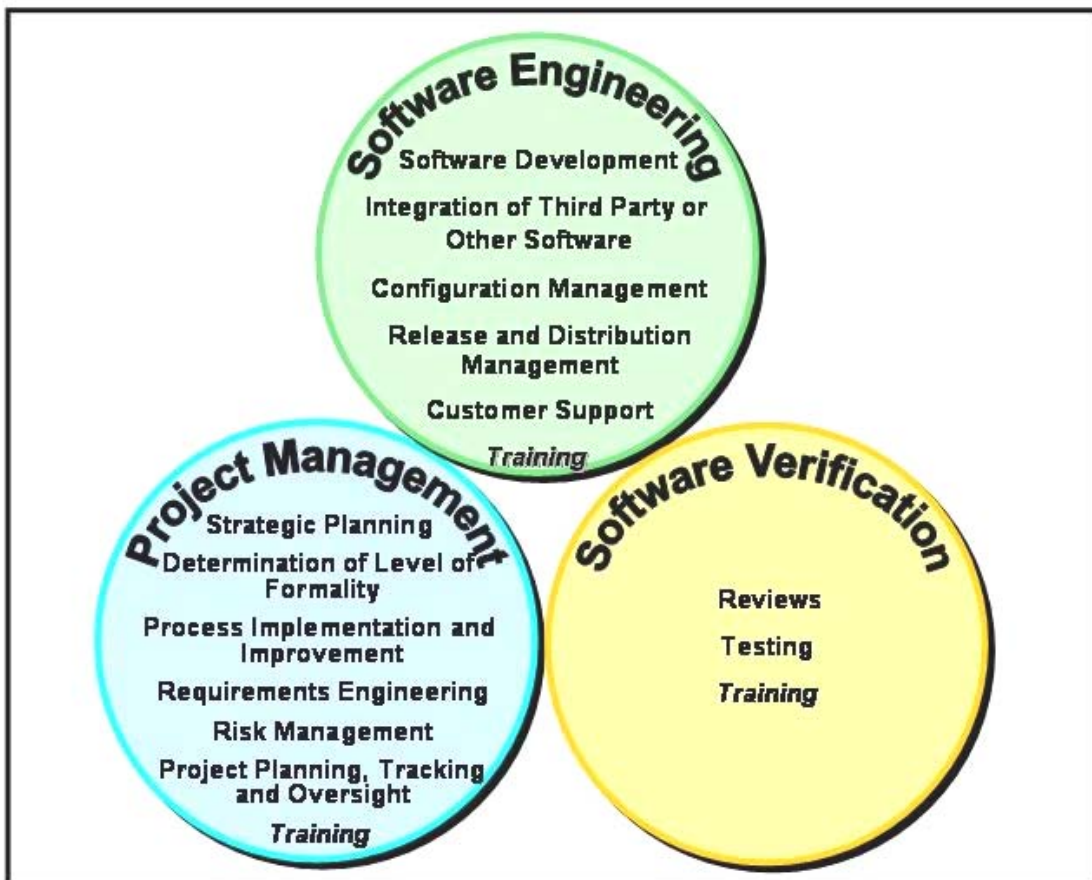 Software Engineering
Software Development
Integration of Third Party or
Other Software
Configuration Management
Release and Distribution
Management
Customer Support
Training
Project Management
Strategic Planning
Determination of Level of
Formality
Process Implementation and
Improvement
Requirements Engineering
Risk Management
Project Planning, Tracking
and Oversight
Training
Software Verification
Reviews
Testing
Training